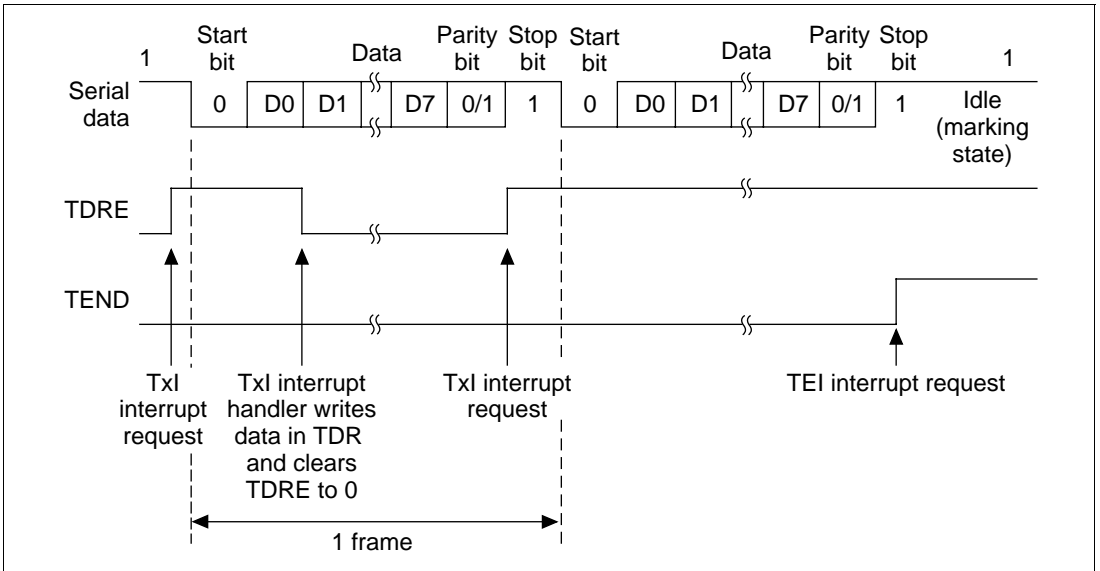 1 Start bit Data Parity bit Stop bit Start bit Data Parity bit Stop bit 1
Serial data 0 D0 D1 D7 0/1 1 0 D0 D1 D7 0/1 1 Idle (marking state)
TDRE
TEND
TxI interrupt request
TxI interrupt handler writes data in TDR and clears TDRE to 0
TxI interrupt request
TEI interrupt request
1 frame